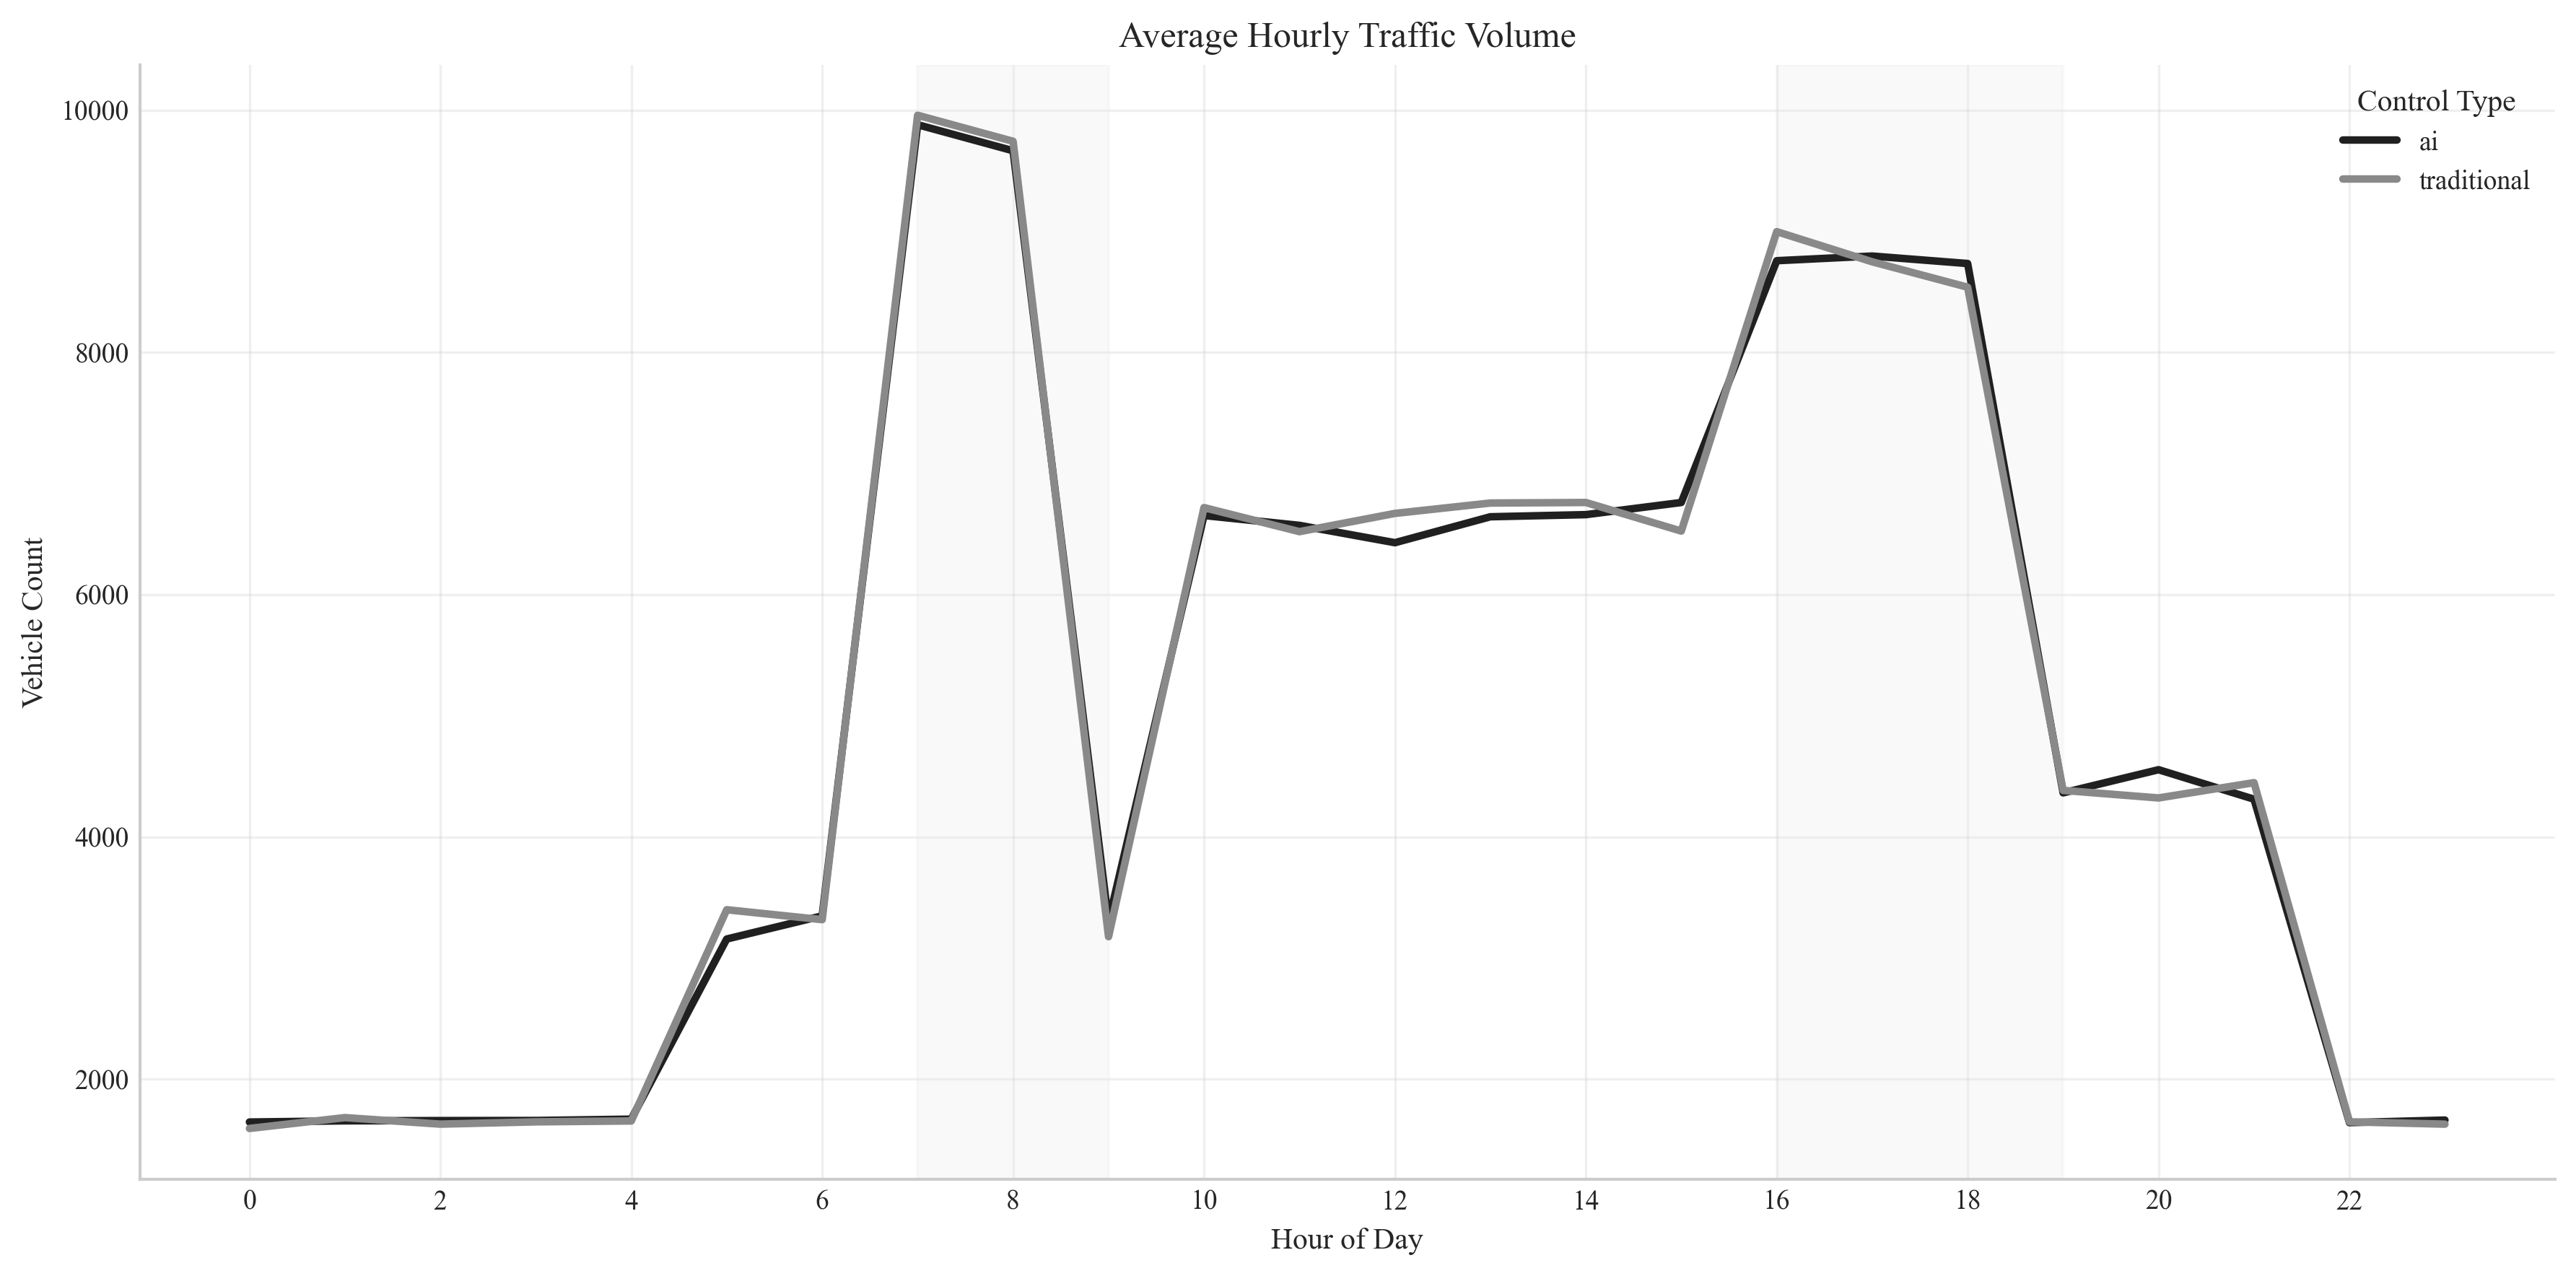 Average Hourly Traffic Volume
Control Type
ai
traditional
Vehicle Count
10000
8000
6000
4000
2000
0 2 4 6 8 10 12 14 16 18 20 22
Hour of Day